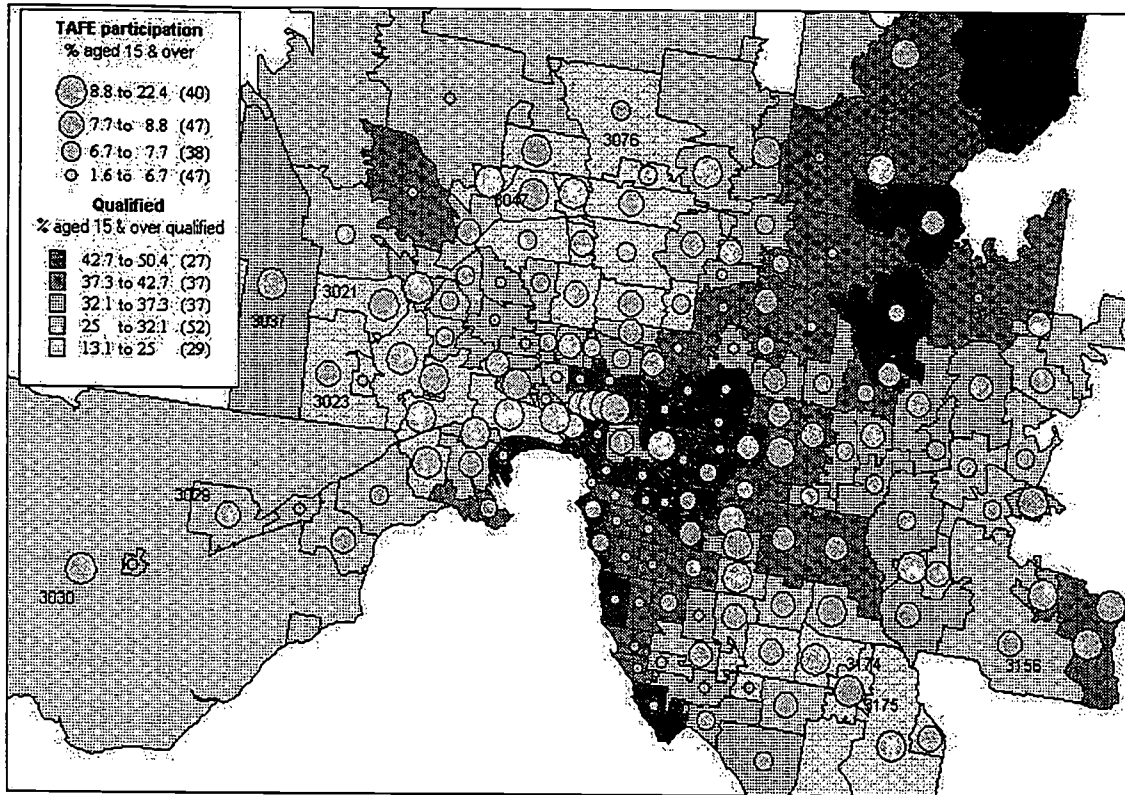 TAFE participation
% aged 15 & over
8.8 to 22.4 (40)
7.7 to 8.8 (47)
6.7 to 7.7 (38)
1.6 to 6.7 (47)
Qualified
% aged 15 & over qualified
42.7 to 50.4 (27)
37.3 to 42.7 (37)
32.1 to 37.3 (37)
25 to 32.1 (52)
13.1 to 25 (29)
3076
3047
3021
3037
3023
3029
3030
3174
3156
3175